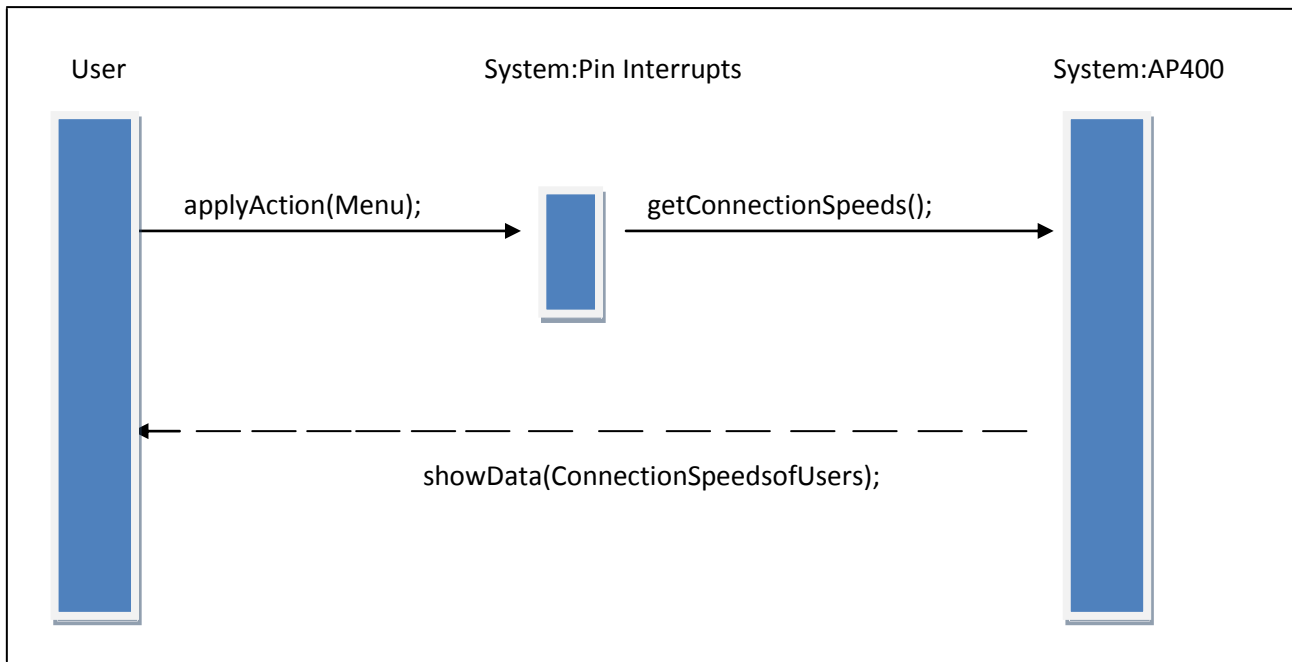 User
System:Pin Interrupts
System:AP400
applyAction(Menu);
getConnectionSpeeds();
showData(ConnectionSpeedsofUsers);